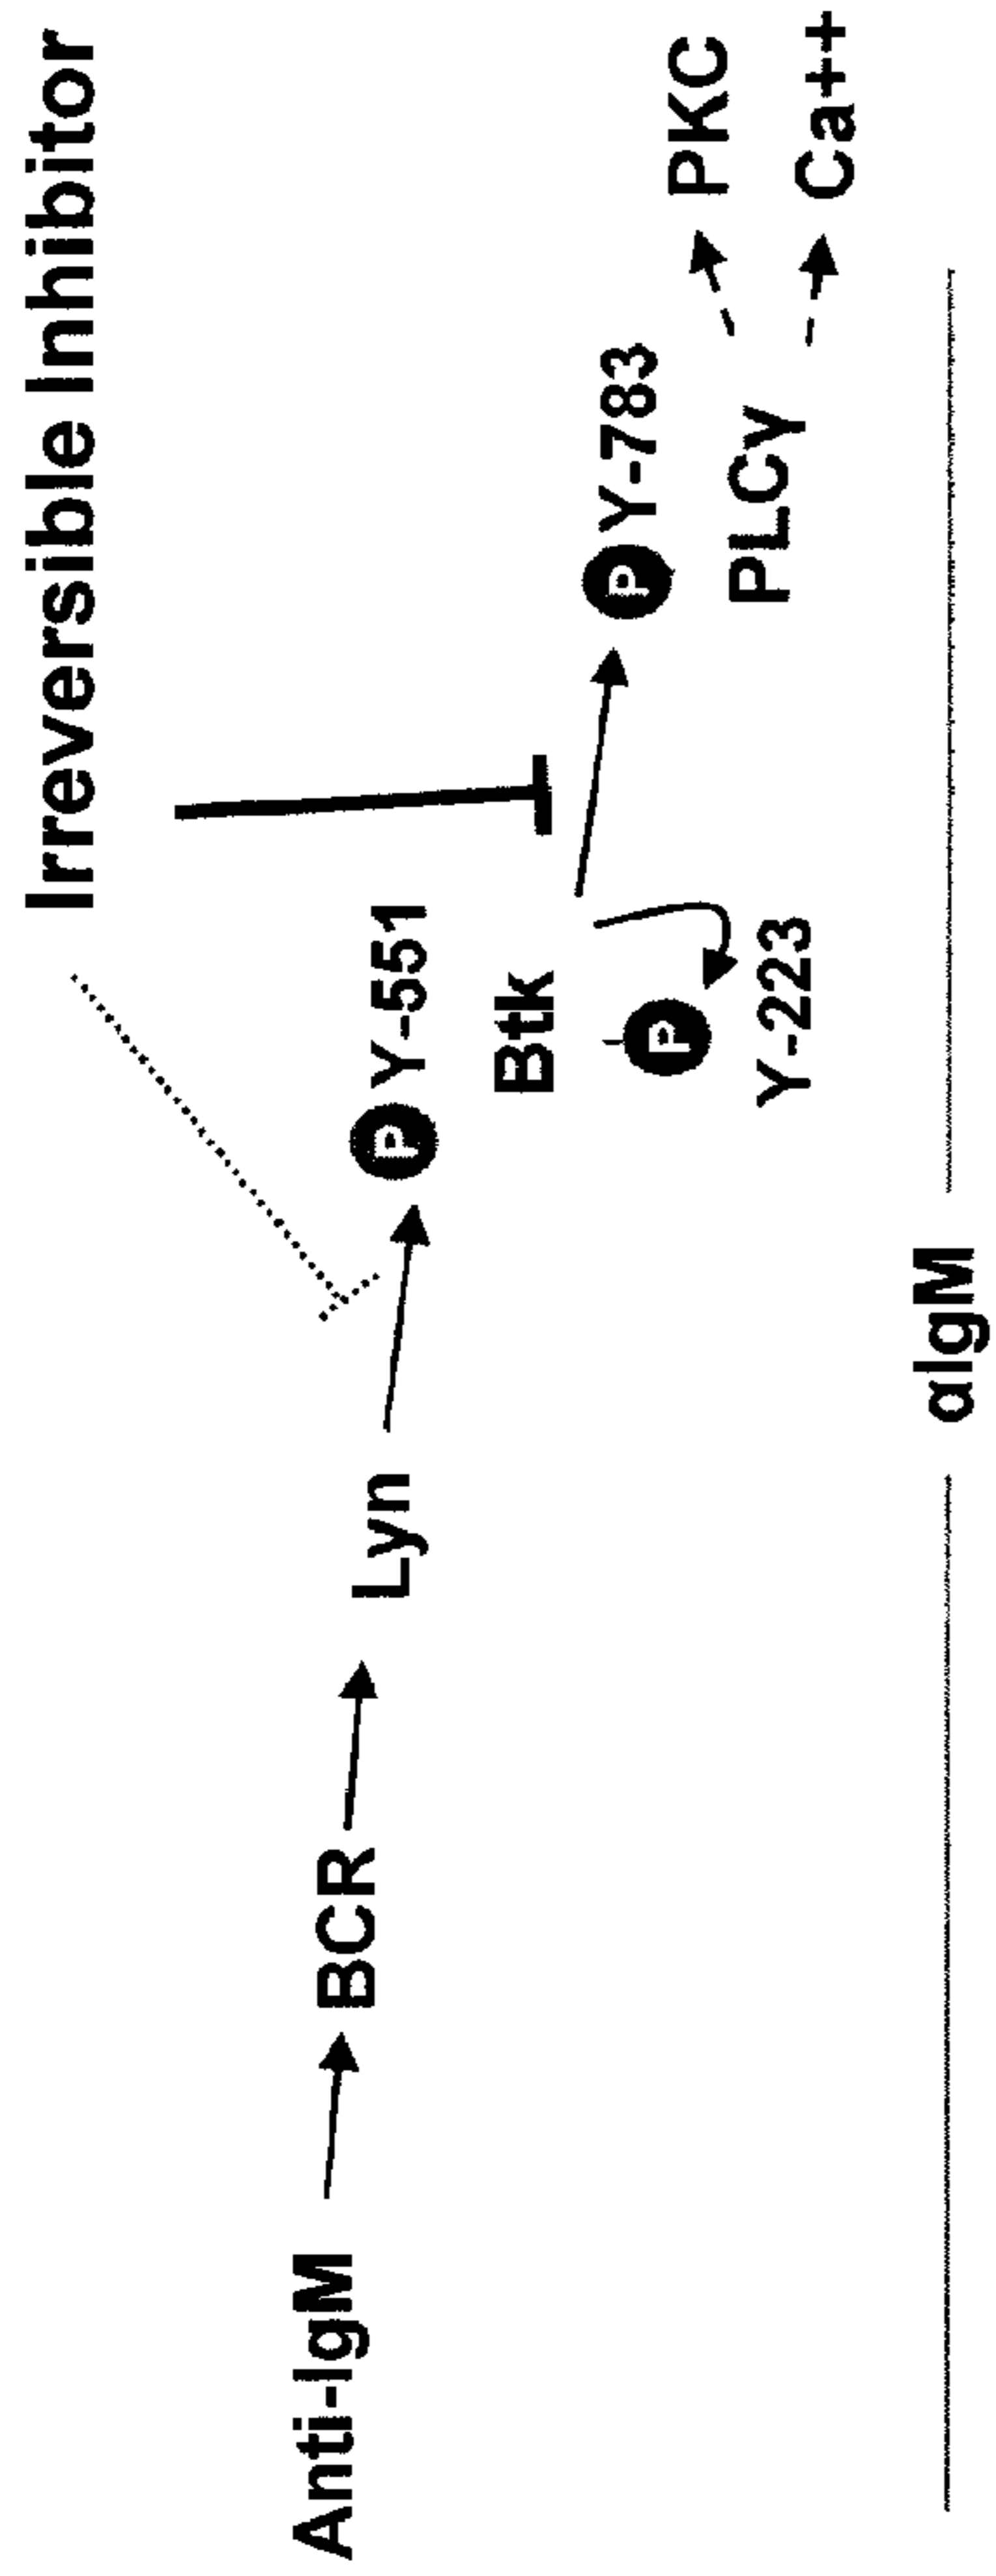 Irreversible Inhibitor
Anti-IgM
BCR
Lyn
P Y-551
Btk
P
Y-223
P Y-783
PLCγ
PKC
Ca++
αIgM